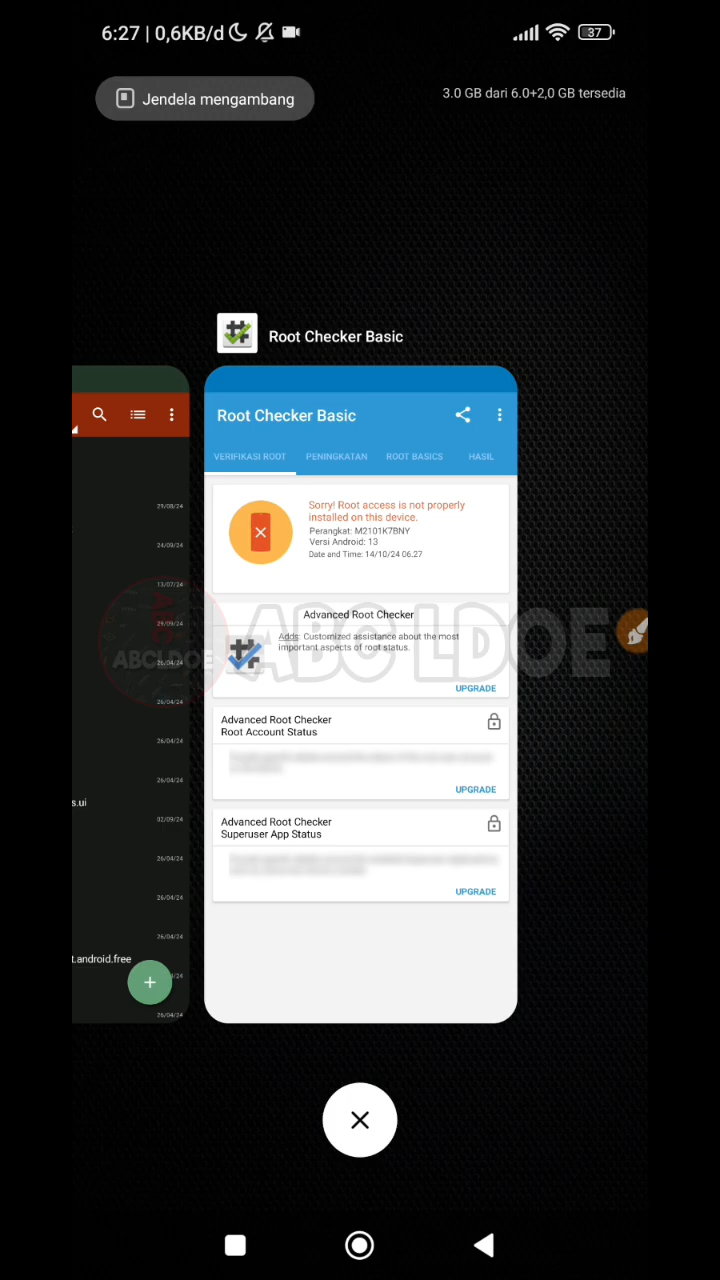 6:27 | 0,6KB/d
37
Jendela mengambang
3.0 GB dari 6.0+2,0 GB tersedia
Root Checker Basic
Root Checker Basic
VERIFIKASI ROOT
PENINGKATAN
ROOT BASICS
HASIL
Sorry! Root access is not properly
installed on this device.
Perangkat: M2101K7BNY
Versi Android: 13
Date and Time: 14/10/24 06.27
Advanced Root Checker
Adds: Customized assistance about the most
important aspects of root status.
UPGRADE
Advanced Root Checker
Root Account Status
UPGRADE
Advanced Root Checker
Superuser App Status
UPGRADE
29/08/24
24/09/24
13/07/24
29/09/24
26/04/24
26/04/24
26/04/24
26/04/24
s.ui
02/09/24
26/04/24
26/04/24
26/04/24
t.android.free
/24
26/04/24
ABC
ABCLDOE
ABC LDOE